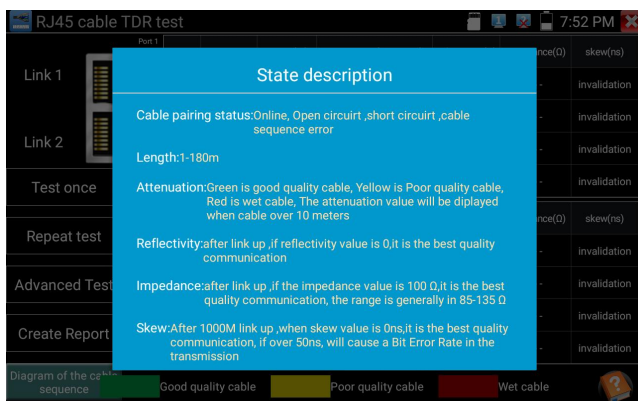 RJ45 cable TDR test
7:52 PM
Port 1
nce(Ω) skew(ns)
Link 1
State description
- invalidation
Cable pairing status:Online, Open circuirt ,short circuirt ,cable
sequence error
- invalidation
Link 2
- invalidation
Length:1-180m
Test once
- invalidation
Attenuation:Green is good quality cable, Yellow is Poor quality cable,
Red is wet cable, The attenuation value will be diplayed
when cable over 10 meters
nce(Ω) skew(ns)
Repeat test
Reflectivity:after link up ,if reflectivity value is 0,it is the best quality
communication
- invalidation
Advanced Test
Impedance:after link up ,if the impedance value is 100 Ω,it is the best
quality communication, the range is generally in 85-135 Ω
- invalidation
Create Report
Skew:After 1000M link up ,when skew value is 0ns,it is the best quality
communication, if over 50ns, will cause a Bit Error Rate in the
transmission
- invalidation
- invalidation
Diagram of the cable
sequence
Good quality cable
Poor quality cable
Wet cable